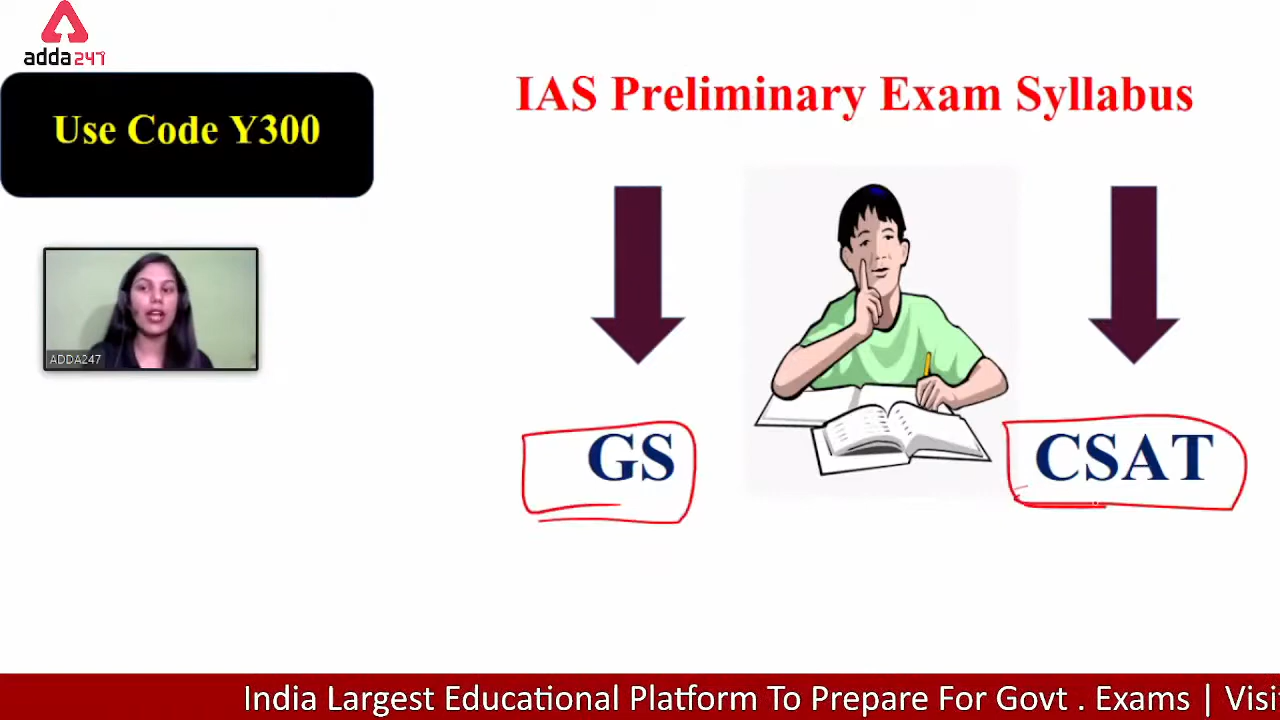 adda247
Use Code Y300
IAS Preliminary Exam Syllabus
ADDA247
GS
CSAT
India Largest Educational Platform To Prepare For Govt . Exams | Visi